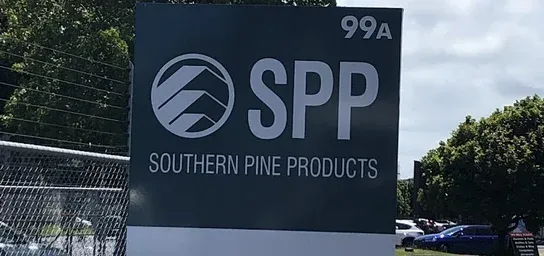 99A
SPP
SOUTHERN PINE PRODUCTS